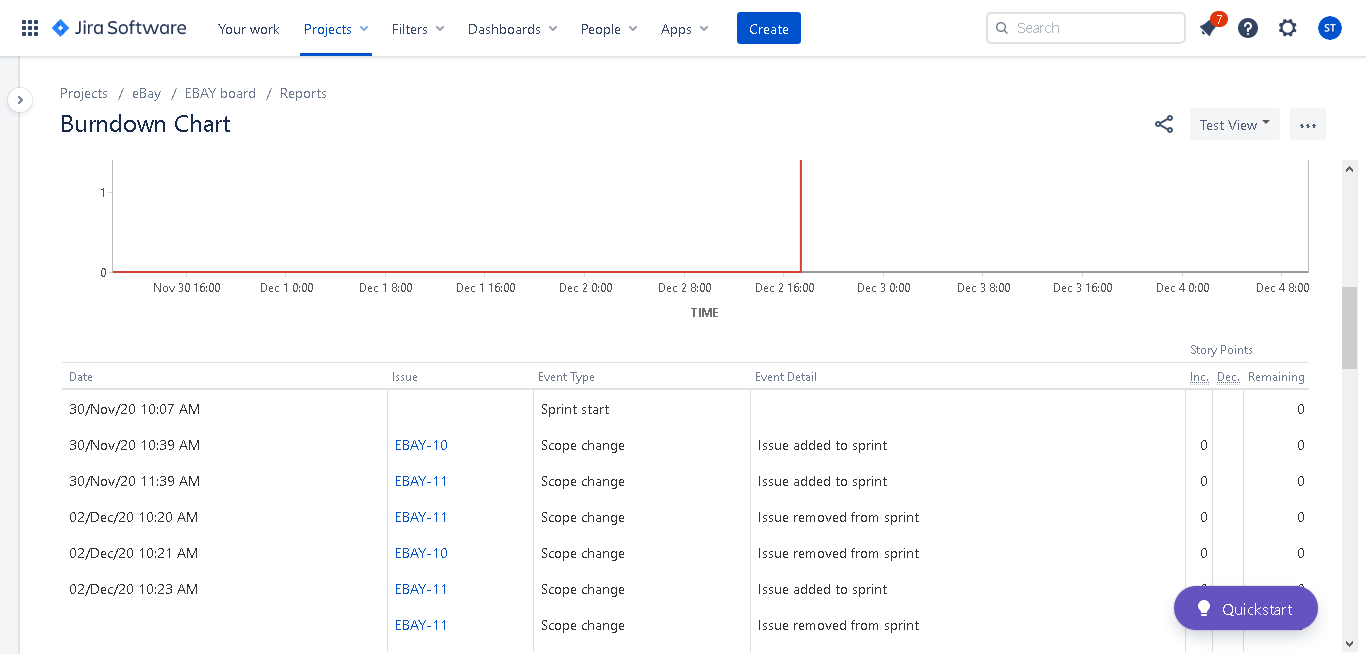 Jira Software Your work Projects Filters Dashboards People Apps Create Search 7 ? ST
Projects / eBay / EBAY board / Reports
Burndown Chart
Test View
1
0
Nov 30 16:00 Dec 1 0:00 Dec 1 8:00 Dec 1 16:00 Dec 2 0:00 Dec 2 8:00 Dec 2 16:00 Dec 3 0:00 Dec 3 8:00 Dec 3 16:00 Dec 4 0:00 Dec 4 8:00
TIME
Story Points
Date Issue Event Type Event Detail Inc. Dec. Remaining
30/Nov/20 10:07 AM Sprint start 0
30/Nov/20 10:39 AM EBAY-10 Scope change Issue added to sprint 0 0
30/Nov/20 11:39 AM EBAY-11 Scope change Issue added to sprint 0 0
02/Dec/20 10:20 AM EBAY-11 Scope change Issue removed from sprint 0 0
02/Dec/20 10:21 AM EBAY-10 Scope change Issue removed from sprint 0 0
02/Dec/20 10:23 AM EBAY-11 Scope change Issue added to sprint
Quickstart
EBAY-11 Scope change Issue removed from sprint